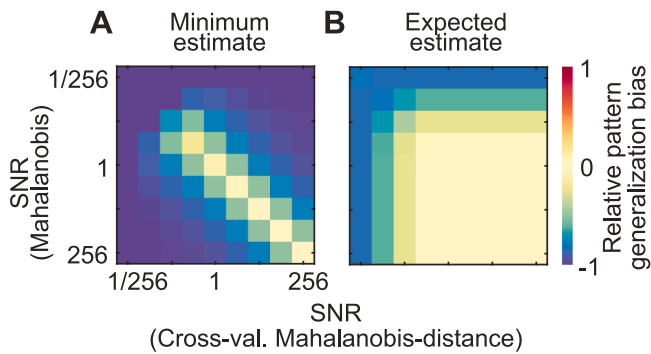 A
Minimum
estimate
B
Expected
estimate
SNR
(Mahalanobis)
1/256
1
256
1/256
1
256
SNR
(Cross-val. Mahalanobis-distance)
1
0
-1
Relative pattern
generalization bias